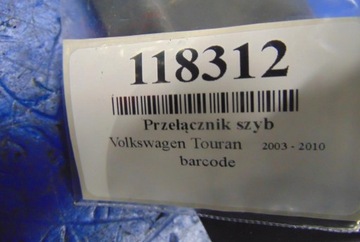 118312
Przełącznik szyb
Volkswagen Touran 2003 - 2010
barcode